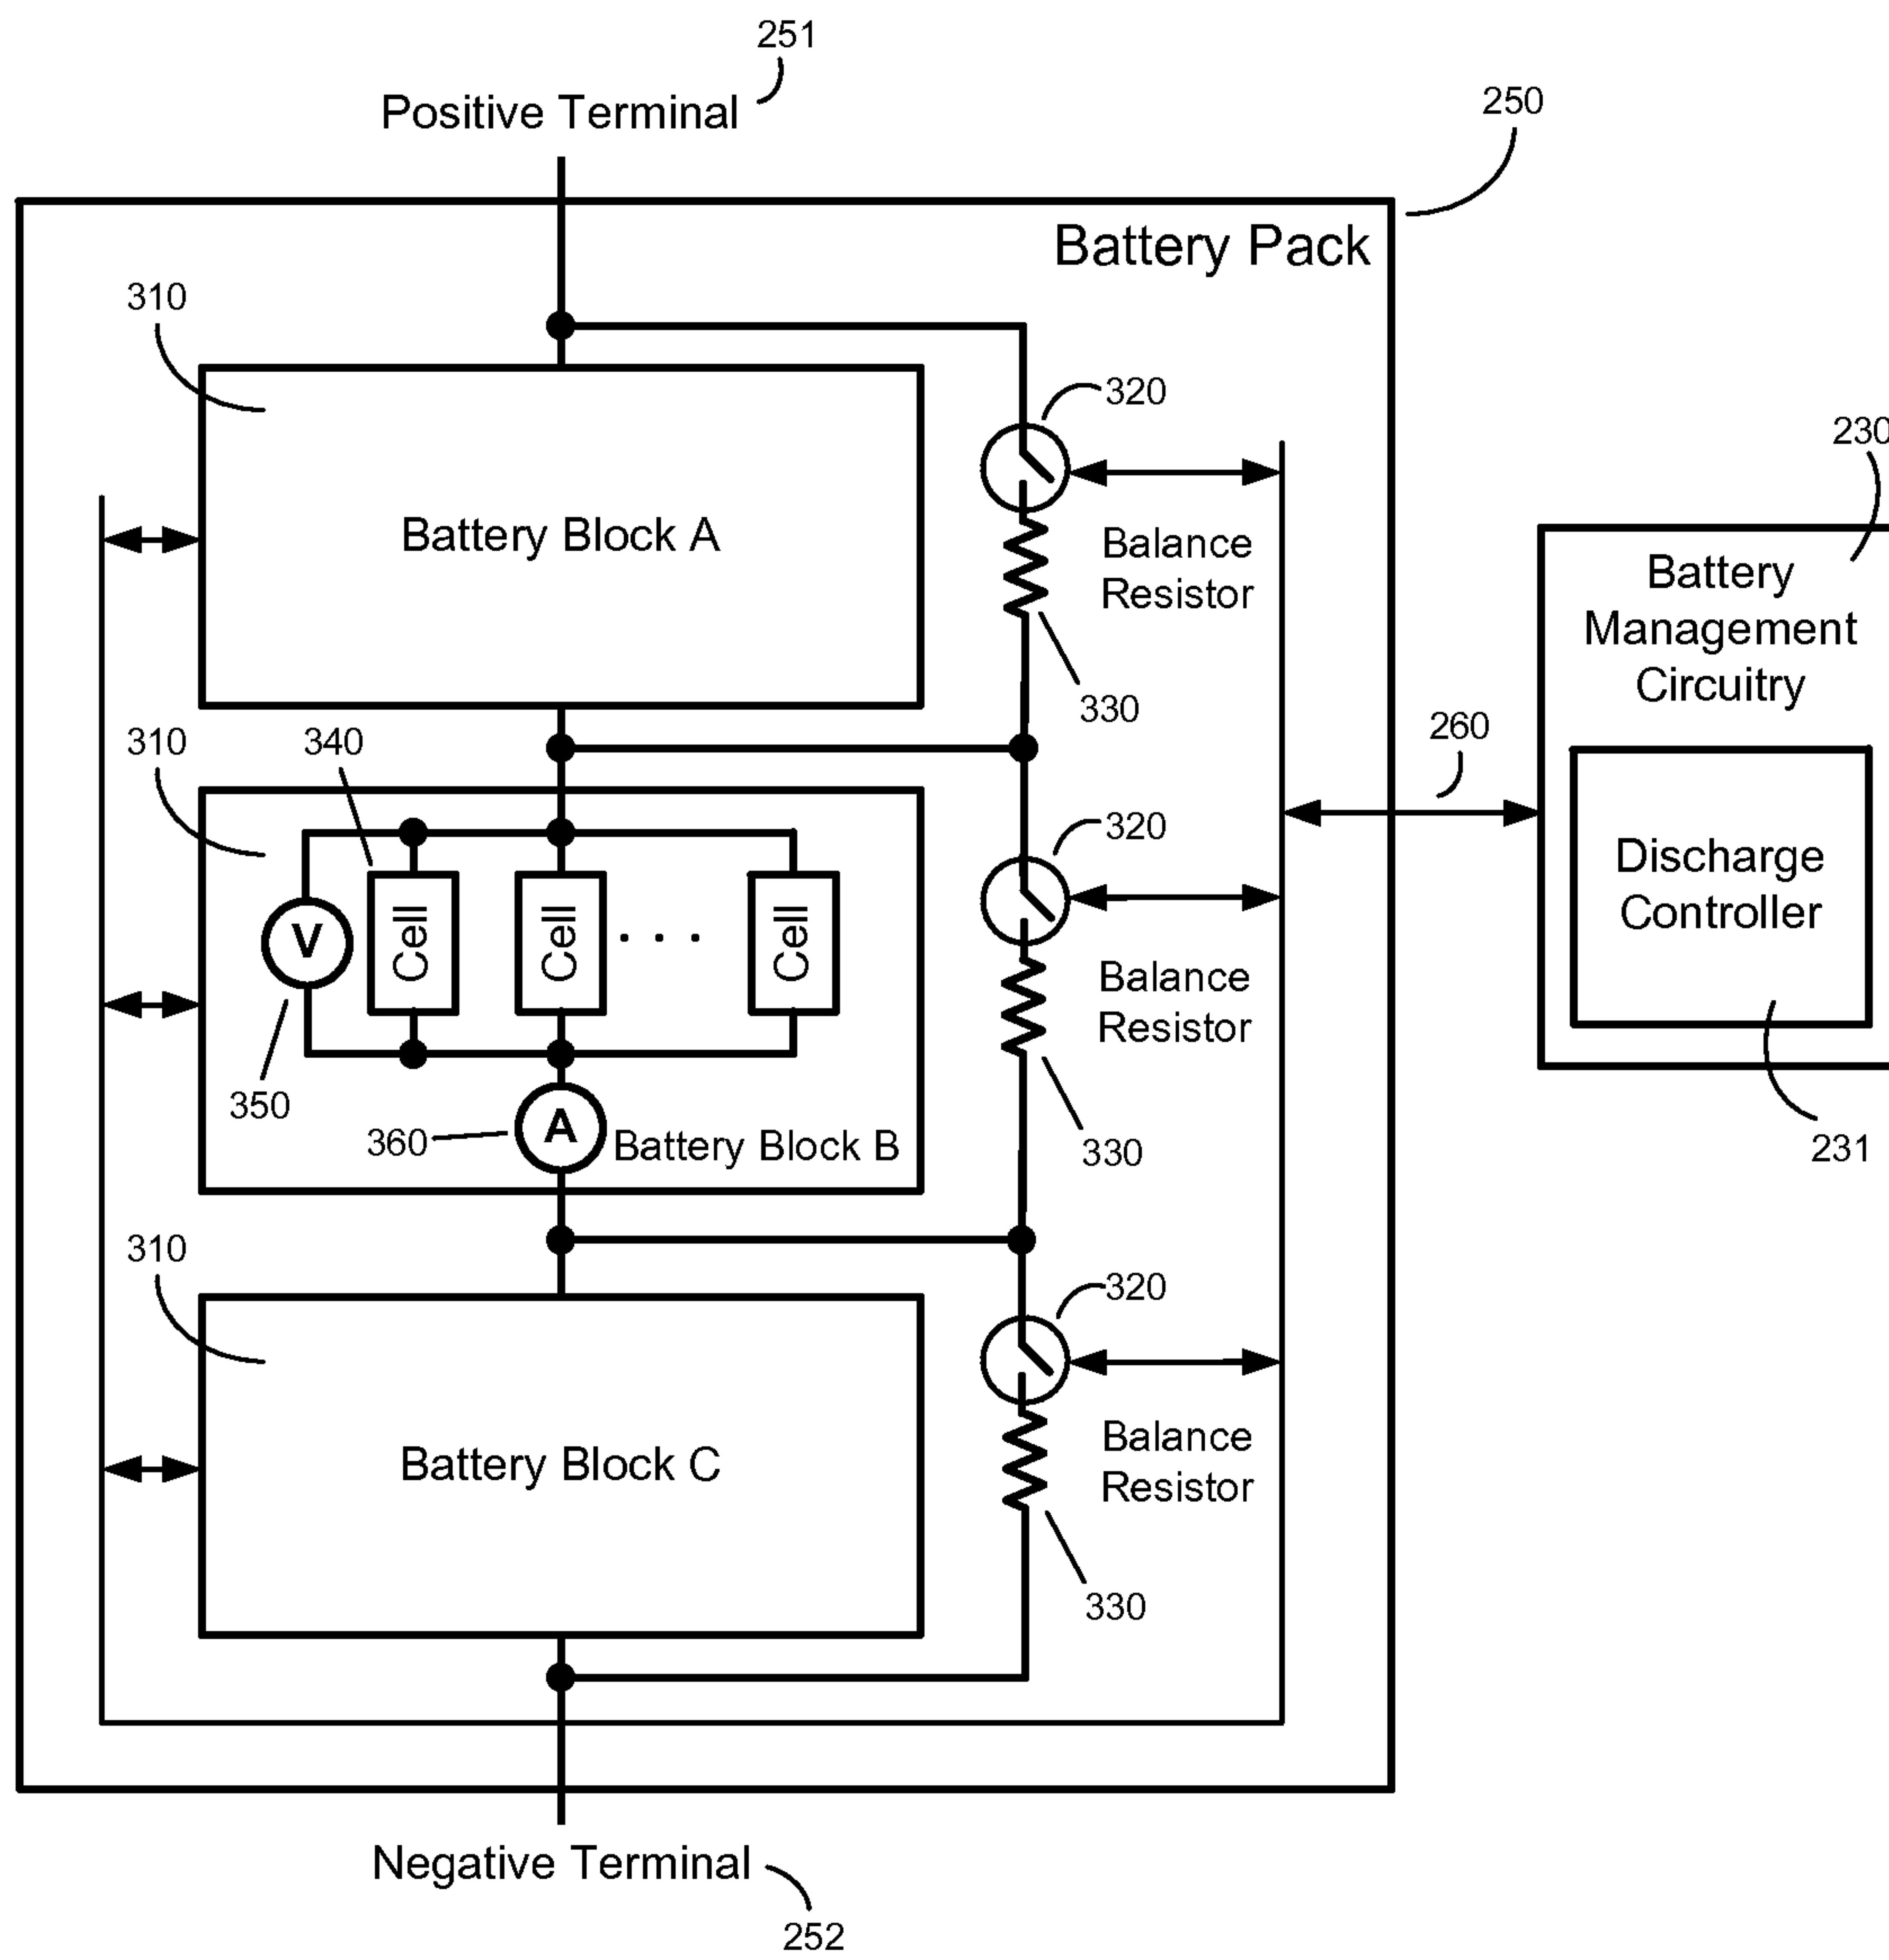 251
Positive Terminal
250
Battery Pack
310
320
230
Battery Block A
Balance
Resistor
Battery
Management
Circuitry
330
260
310
340
320
Discharge
Controller
V
Cell
Cell
. . .
Cell
Balance
Resistor
350
360
A
Battery Block B
330
231
310
320
Battery Block C
Balance
Resistor
330
Negative Terminal
252